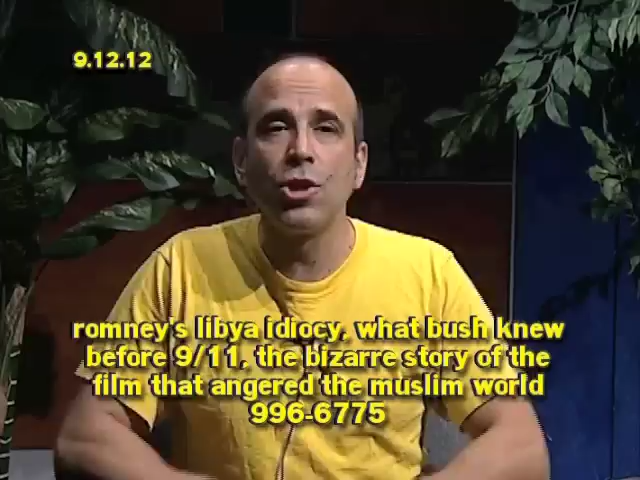 9.12.12
romney's libya idiocy, what bush knew
before 9/11, the bizarre story of the
film that angered the muslim world
996-6775